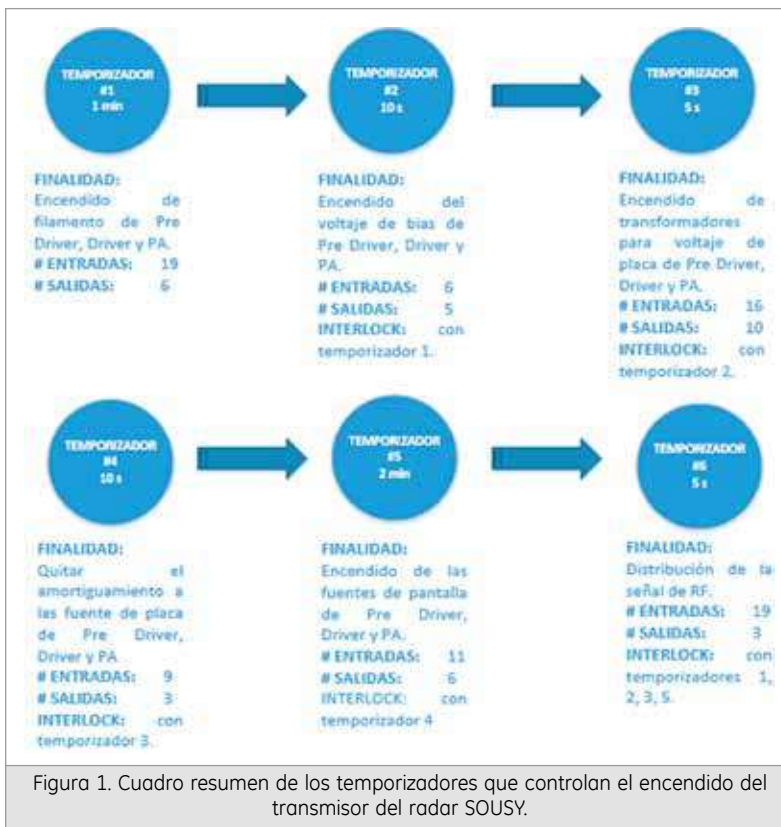 TEMPORIZADOR
#1
1 min
TEMPORIZADOR
#2
10 s
TEMPORIZADOR
#3
5 s
FINALIDAD:
Encendido de
filamento de Pre
Driver, Driver y PA.
# ENTRADAS: 19
# SALIDAS: 6
FINALIDAD:
Encendido del
voltaje de bias de
Pre Driver, Driver y
PA.
# ENTRADAS: 6
# SALIDAS: 5
INTERLOCK: con
temporizador 1.
FINALIDAD:
Encendido de
transformadores
para voltaje de
placa de Pre Driver,
Driver y PA.
# ENTRADAS: 16
# SALIDAS: 10
INTERLOCK: con
temporizador 2.
TEMPORIZADOR
#4
10 s
TEMPORIZADOR
#5
2 min
TEMPORIZADOR
#6
5 s
FINALIDAD:
Quitar el
amortiguamiento a
las fuente de placa
de Pre Driver,
Driver y PA
# ENTRADAS: 9
# SALIDAS: 3
INTERLOCK: con
temporizador 3.
FINALIDAD:
Encendido de las
fuentes de pantalla
de Pre Driver,
Driver y PA.
# ENTRADAS: 11
# SALIDAS: 6
INTERLOCK: con
temporizador 4
FINALIDAD:
Distribución de la
señal de RF.
# ENTRADAS: 19
# SALIDAS: 3
INTERLOCK: con
temporizadores 1,
2, 3, 5.
Figura 1. Cuadro resumen de los temporizadores que controlan el encendido del
transmisor del radar SOUSY.